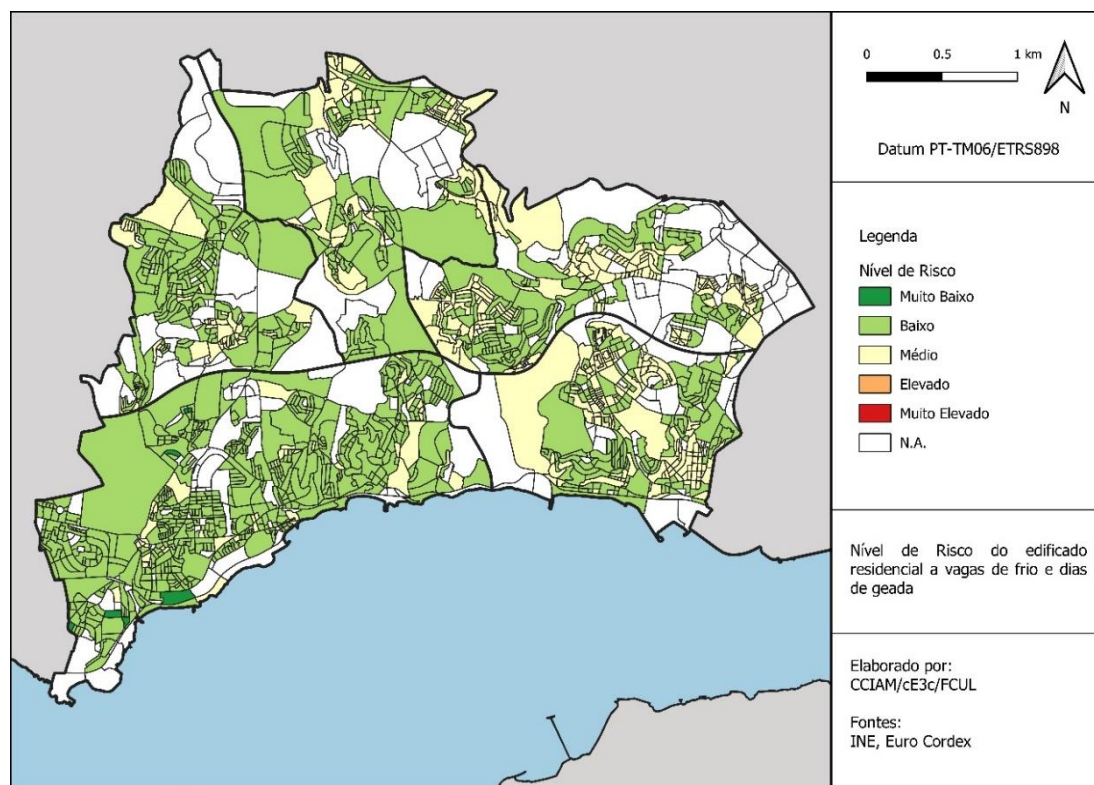 0 0.5 1 km
N
Datum PT-TM06/ETRS898
Legenda
Nível de Risco
Muito Baixo
Baixo
Médio
Elevado
Muito Elevado
N.A.
Nível de Risco do edificado
residencial a vagas de frio e dias
de geada
Elaborado por:
CCIAM/cE3c/FCUL
Fontes:
INE, Euro Cordex